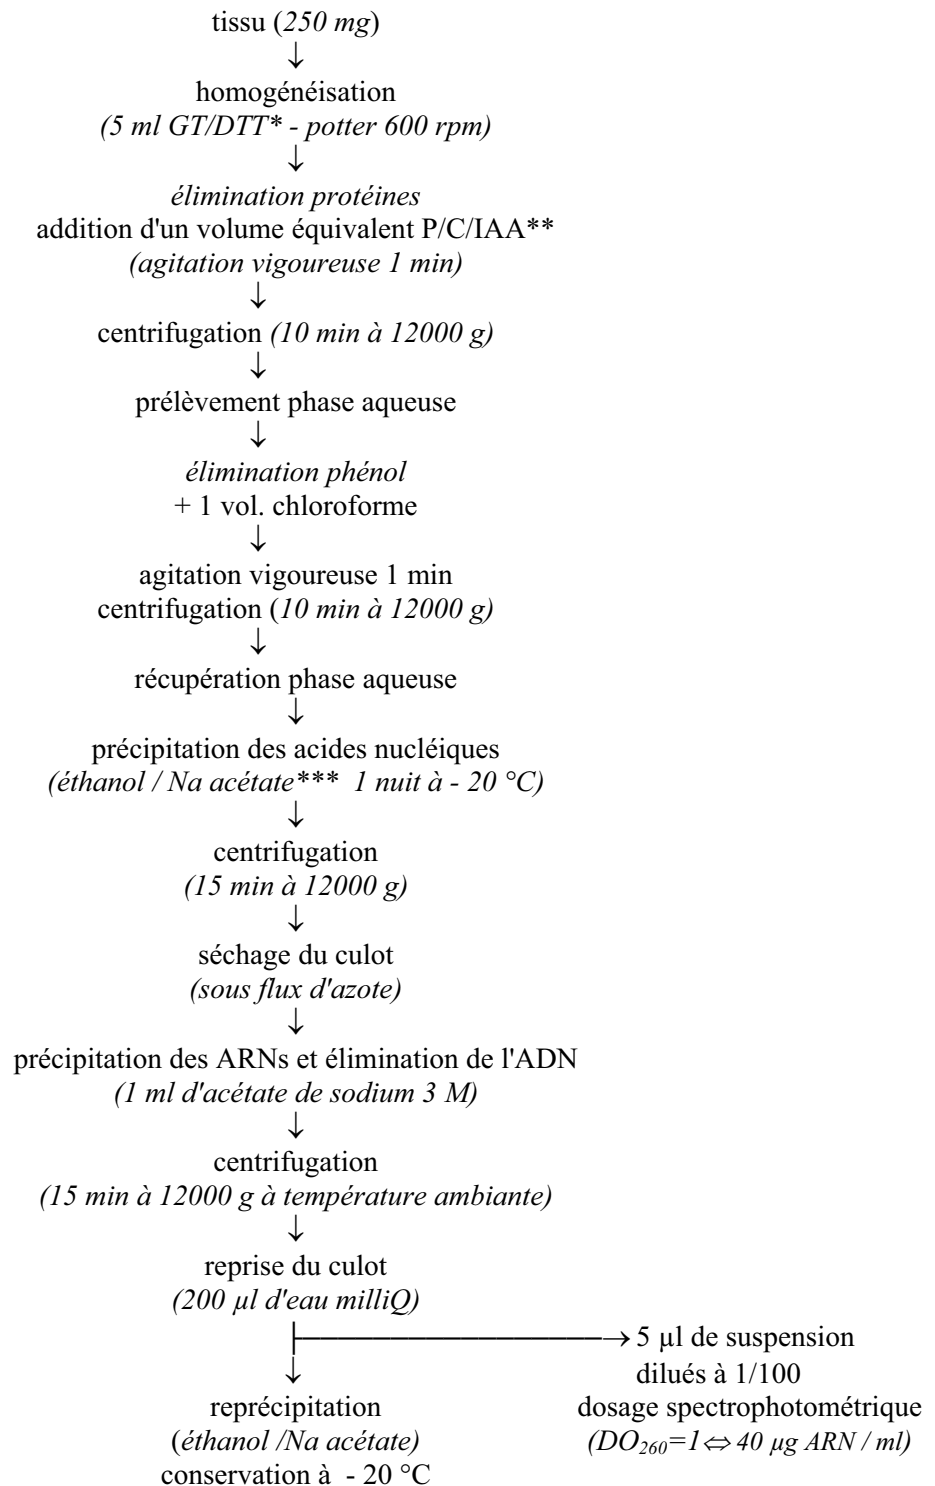 tissu (250 mg)
↓
homogénéisation
(5 ml GT/DTT* - potter 600 rpm)
↓
élimination protéines
addition d'un volume équivalent P/C/IAA**
(agitation vigoureuse 1 min)
↓
centrifugation (10 min à 12000 g)
↓
prélèvement phase aqueuse
↓
élimination phénol
+ 1 vol. chloroforme
↓
agitation vigoureuse 1 min
centrifugation (10 min à 12000 g)
↓
récupération phase aqueuse
↓
précipitation des acides nucléiques
(éthanol / Na acétate*** 1 nuit à - 20 °C)
↓
centrifugation
(15 min à 12000 g)
↓
séchage du culot
(sous flux d'azote)
↓
précipitation des ARNs et élimination de l'ADN
(1 ml d'acétate de sodium 3 M)
↓
centrifugation
(15 min à 12000 g à température ambiante)
↓
reprise du culot
(200 µl d'eau milliQ)
→ 5 µl de suspension
↓ dilués à 1/100
reprécipitation dosage spectrophotométrique
(éthanol /Na acétate) (DO260=1⇔ 40 µg ARN / ml)
conservation à - 20 °C